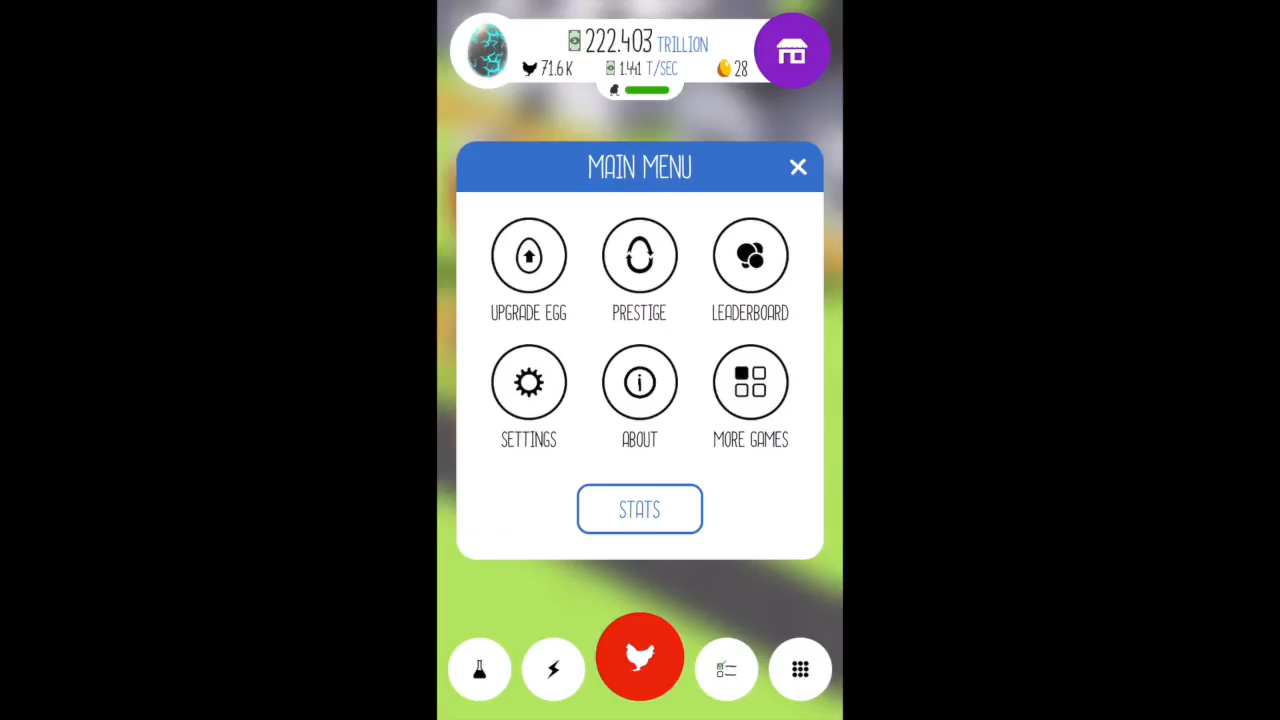 222.403 TRILLION
71.6 K 1.441 T/SEC 28
MAIN MENU
UPGRADE EGG PRESTIGE LEADERBOARD
SETTINGS ABOUT MORE GAMES
STATS